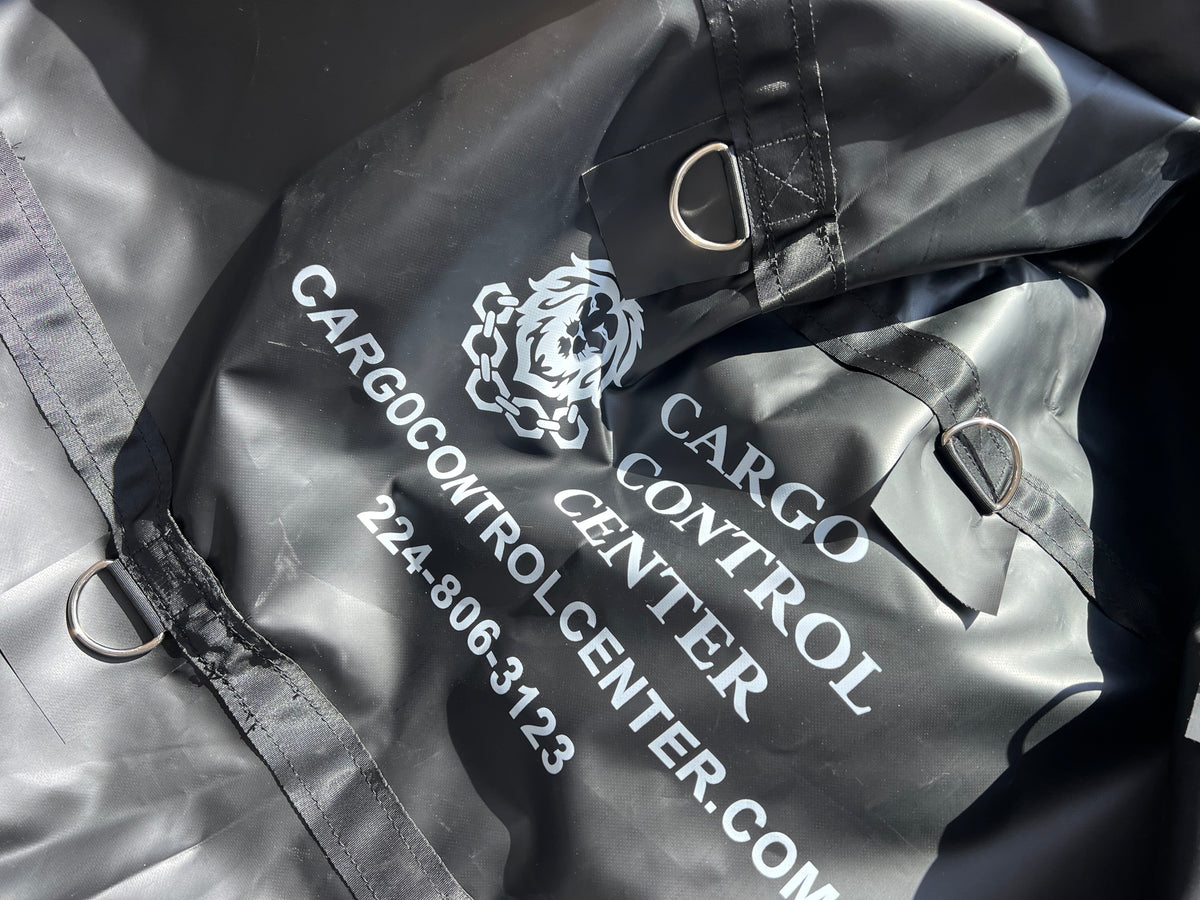 CARGO
CONTROL
CENTER
CARGOCONTROLCENTER.COM
224-806-3123